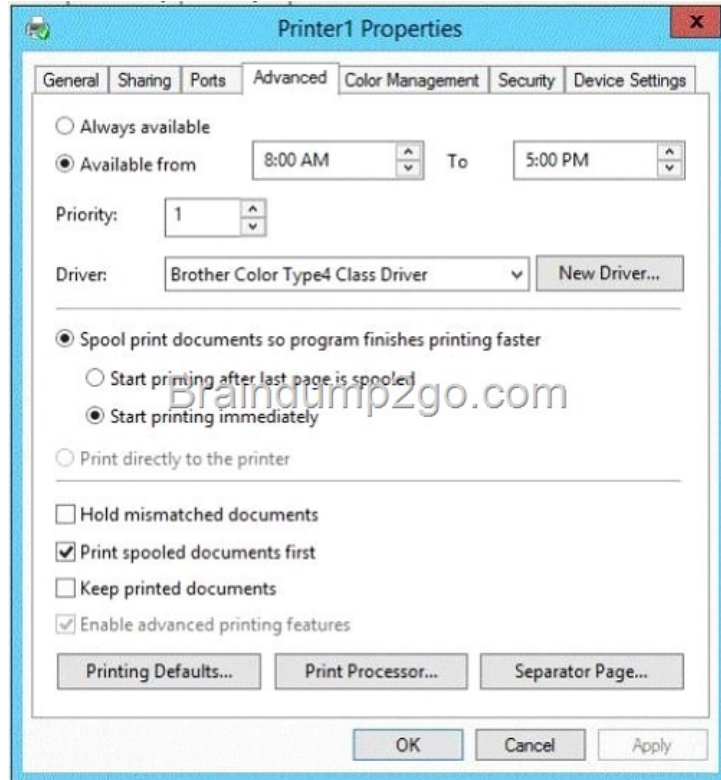 Printer1 Properties
x
General Sharing Ports Advanced Color Management Security Device Settings
Always available
Available from 8:00 AM To 5:00 PM
Priority: 1
Driver: Brother Color Type4 Class Driver New Driver...
Spool print documents so program finishes printing faster
Start printing after last page is spooled
Braindump2go.com
Start printing immediately
Print directly to the printer
Hold mismatched documents
Print spooled documents first
Keep printed documents
Enable advanced printing features
Printing Defaults... Print Processor... Separator Page...
OK Cancel Apply